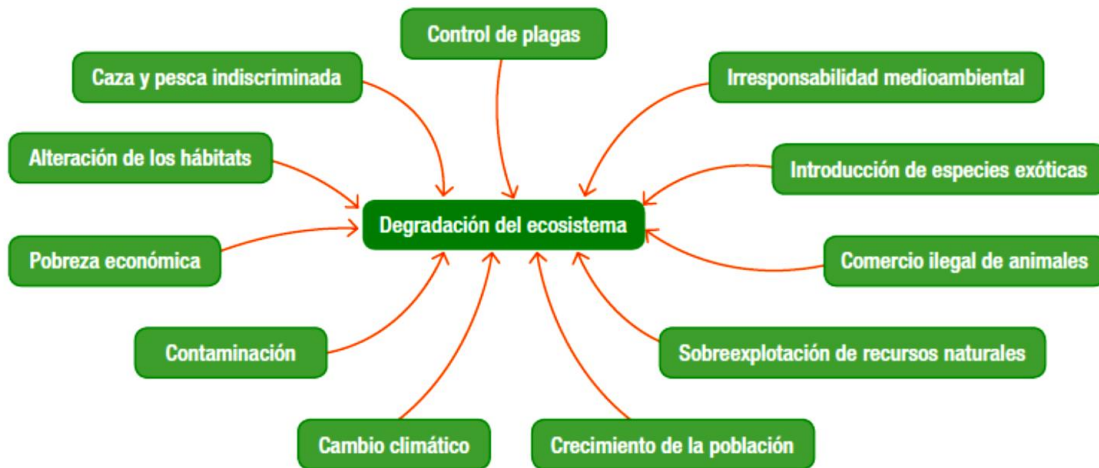 Control de plagas
Caza y pesca indiscriminada
Irresponsabilidad medioambiental
Alteración de los hábitats
Introducción de especies exóticas
Degradación del ecosistema
Pobreza económica
Comercio ilegal de animales
Contaminación
Sobreexplotación de recursos naturales
Cambio climático
Crecimiento de la población